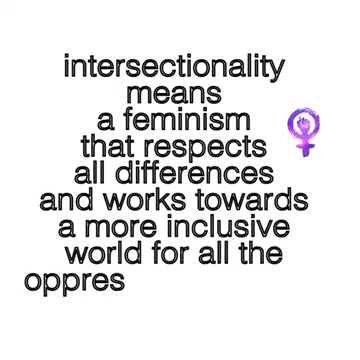 intersectionality
means
a feminism
that respects
all differences
and works towards
a more inclusive
world for all the
oppres